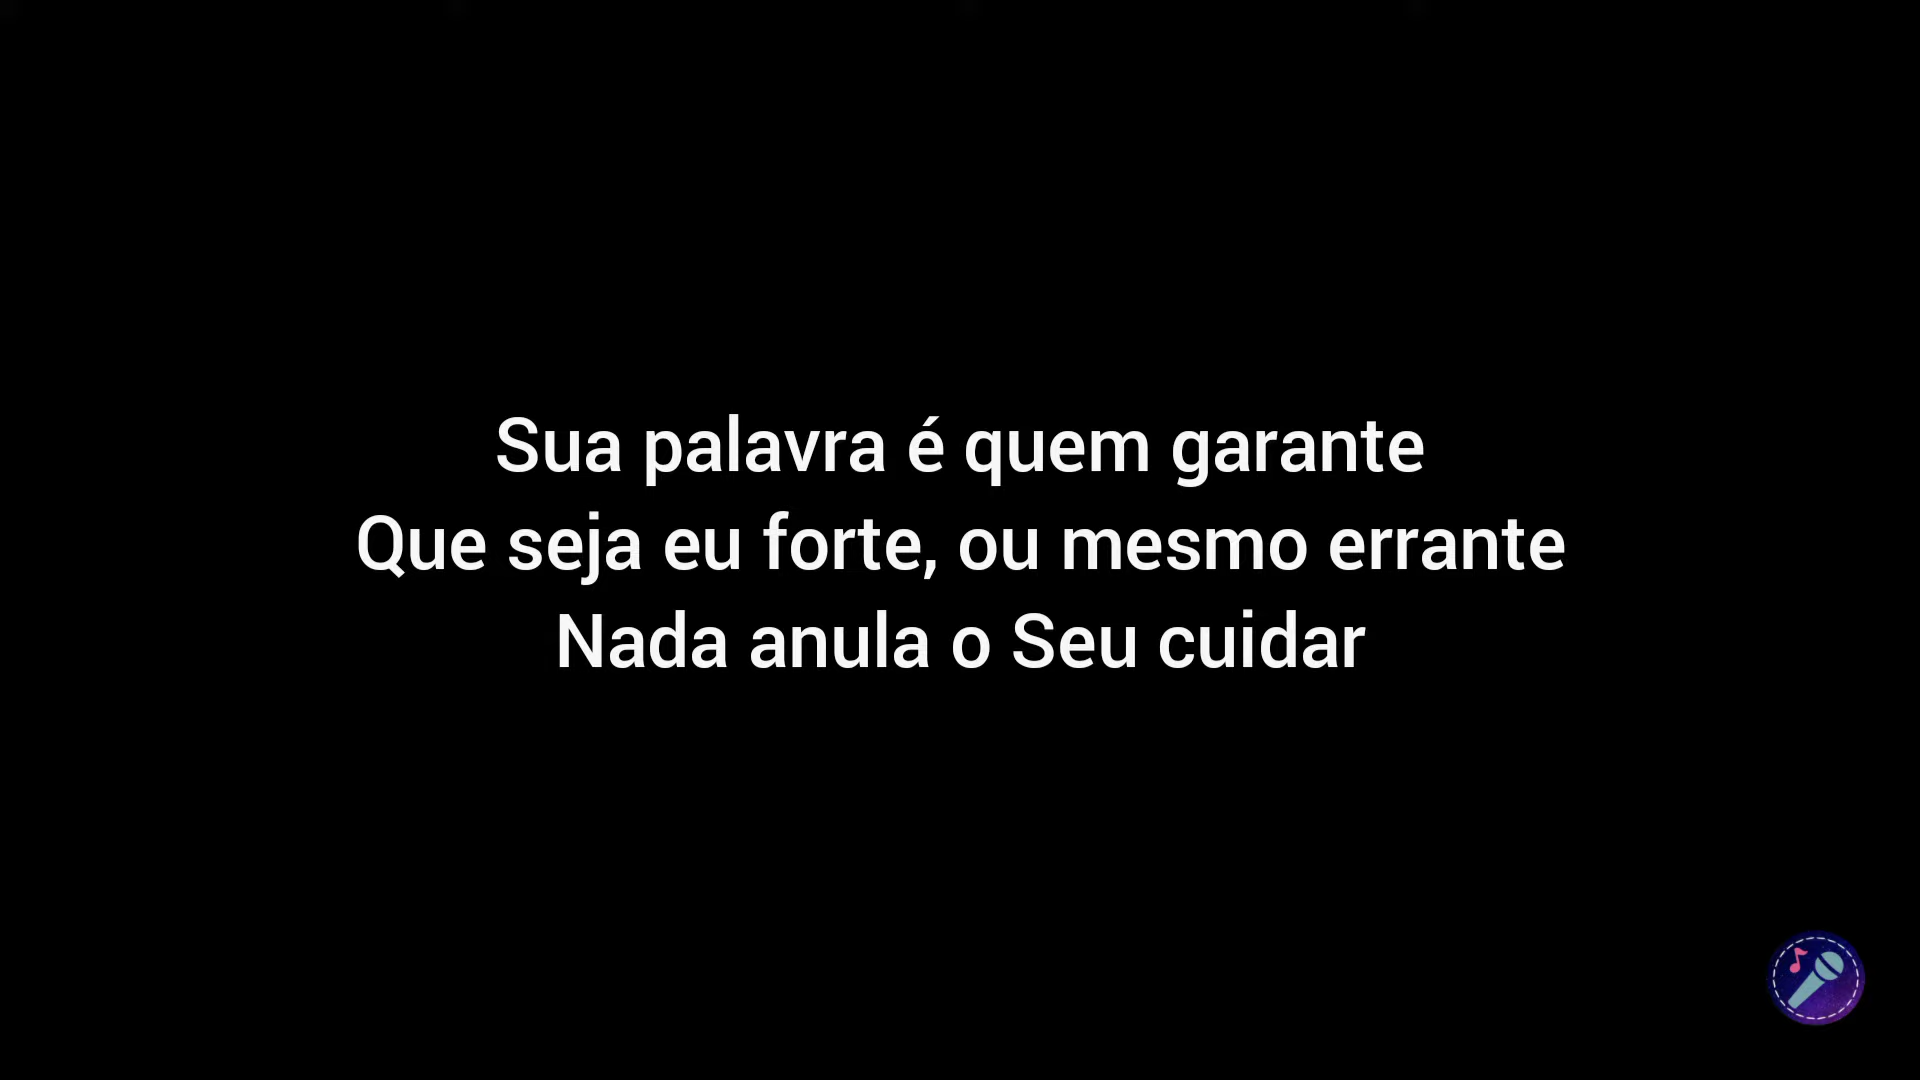 Sua palavra é quem garante
Que seja eu forte, ou mesmo errante
Nada anula o Seu cuidar